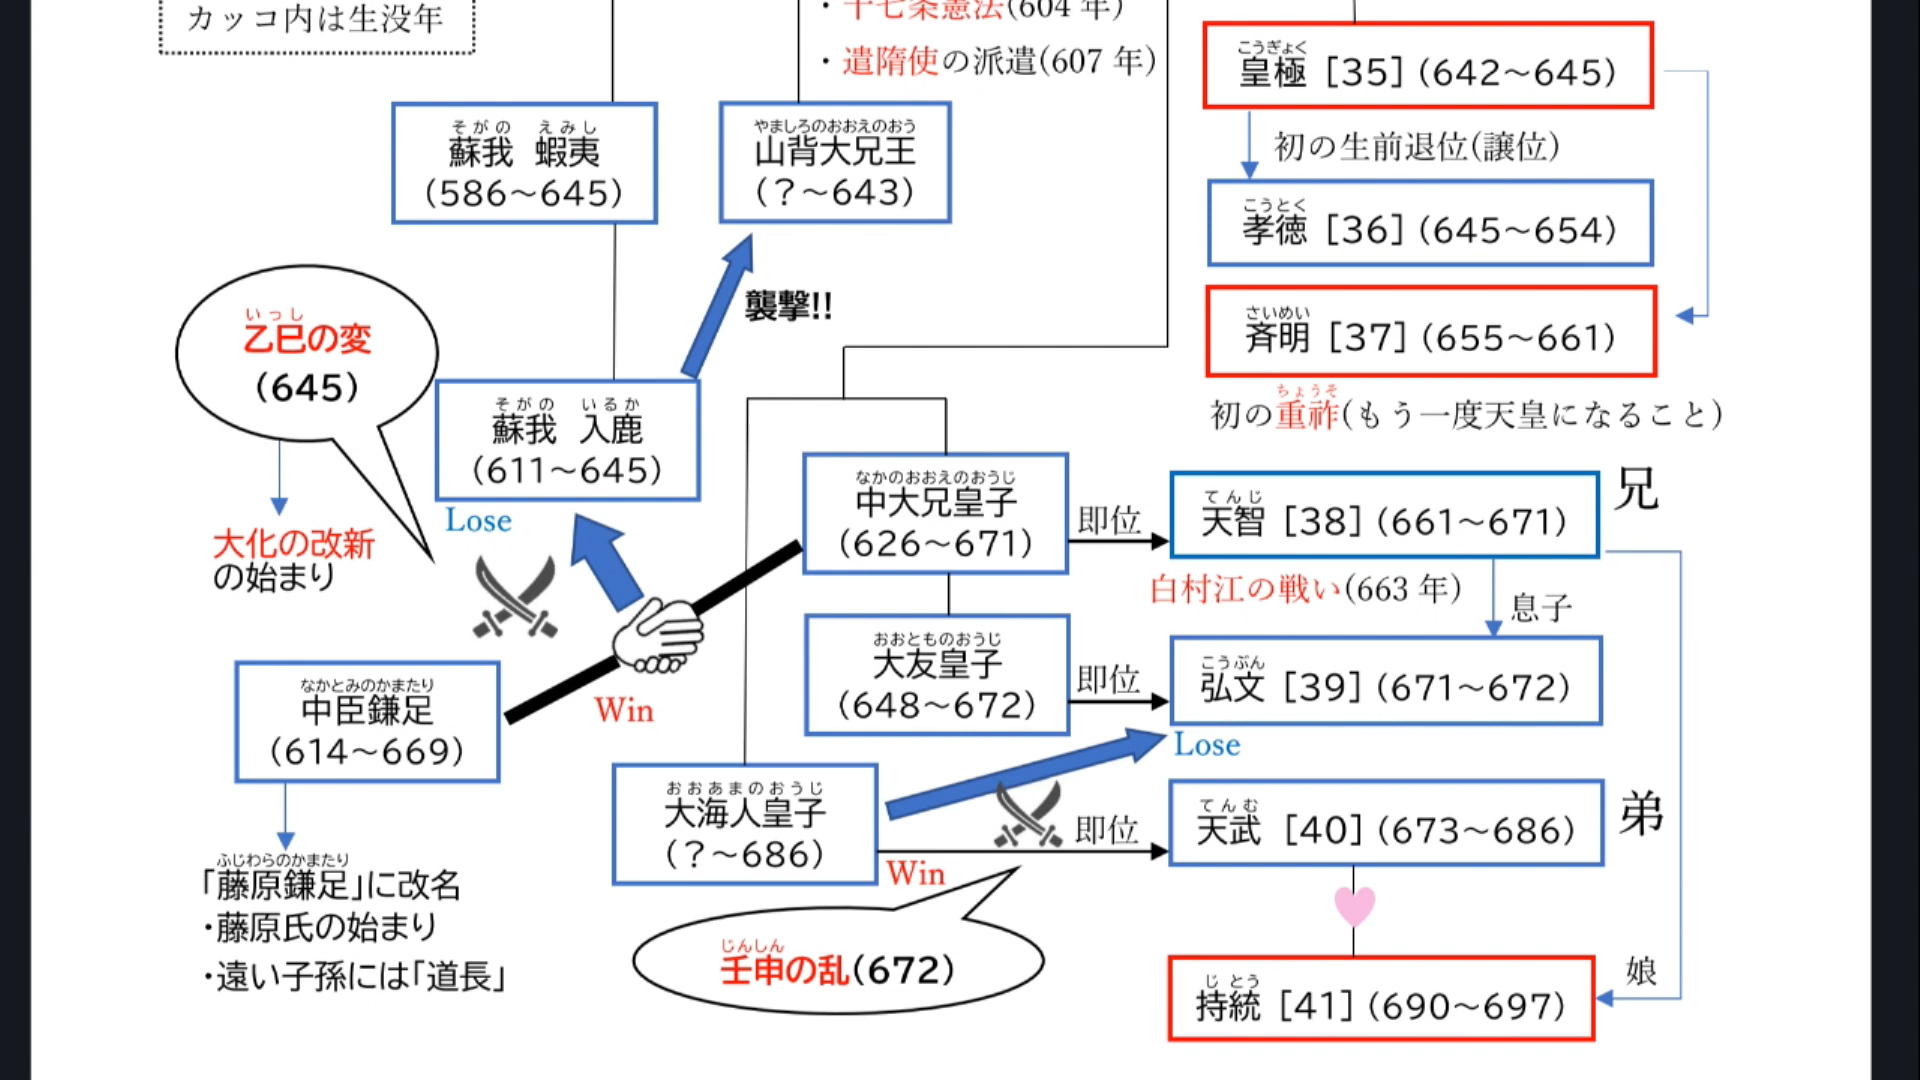 カッコ内は生没年
・十七条憲法(604 年)
・遣隋使の派遣(607 年)
こうぎょく
皇極 [35] (642～645)
初の生前退位(譲位)
こうとく
孝徳 [36] (645～654)
さいめい
斉明 [37] (655～661)
ちょうそ
初の重祚(もう一度天皇になること)
そがの えみし
蘇我 蝦夷
(586～645)
やましろのおおえのおう
山背大兄王
(？～643)
襲撃!!
いっし
乙巳の変
(645)
大化の改新
の始まり
そがの いるか
蘇我 入鹿
(611～645)
Lose
なかのおおえのおうじ
中大兄皇子
(626～671)
即位
てんじ
天智 [38] (661～671)
兄
白村江の戦い(663 年)
息子
おおとものおうじ
大友皇子
(648～672)
即位
こうぶん
弘文 [39] (671～672)
Lose
なかとみのかまたり
中臣鎌足
(614～669)
Win
ふじわらのかまたり
「藤原鎌足」に改名
・藤原氏の始まり
・遠い子孫には「道長」
おおあまのおうじ
大海人皇子
(？～686)
Win
即位
てんむ
天武 [40] (673～686)
弟
じんしん
壬申の乱(672)
娘
じとう
持統 [41] (690～697)